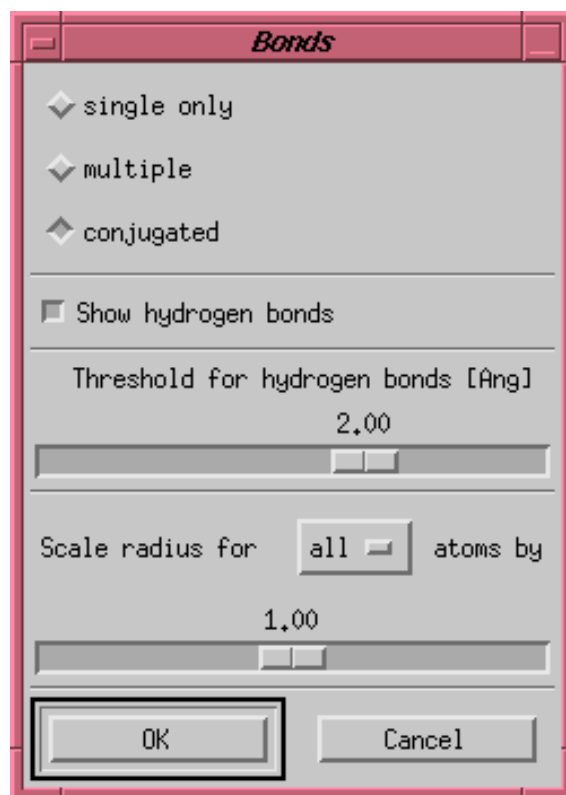 Bonds
single only
multiple
conjugated
Show hydrogen bonds
Threshold for hydrogen bonds [Ang]
2.00
Scale radius for all atoms by
1.00
OK Cancel